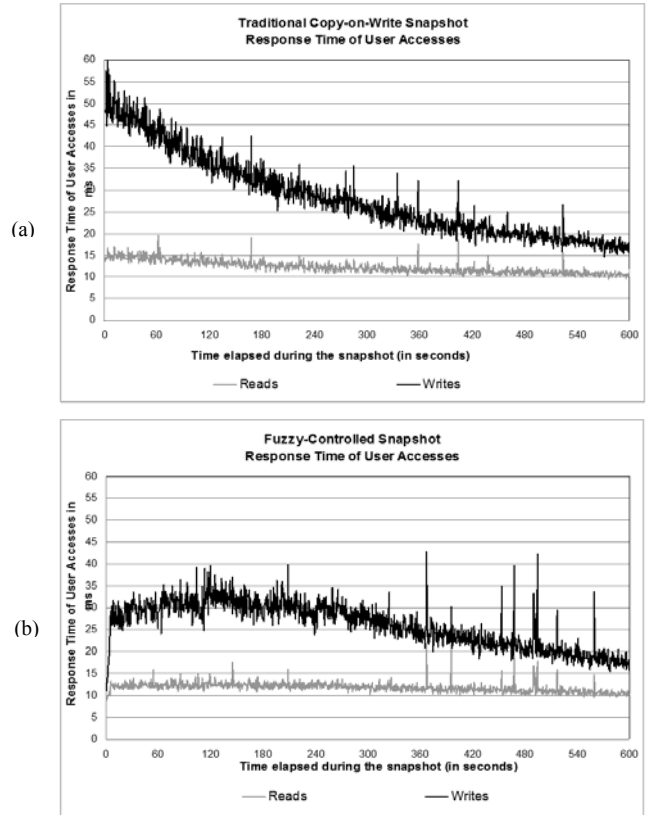 (a)
Traditional Copy-on-Write Snapshot
Response Time of User Accesses
Response Time of User Accesses in
ms
60
55
50
45
40
35
30
25
20
15
10
5
0
0 60 120 180 240 300 360 420 480 540 600
Time elapsed during the snapshot (in seconds)
Reads Writes
(b)
Fuzzy-Controlled Snapshot
Response Time of User Accesses
Response Time of User Accesses in
ms
60
55
50
45
40
35
30
25
20
15
10
5
0
0 60 120 180 240 300 360 420 480 540 600
Time elapsed during the snapshot (in seconds)
Reads Writes